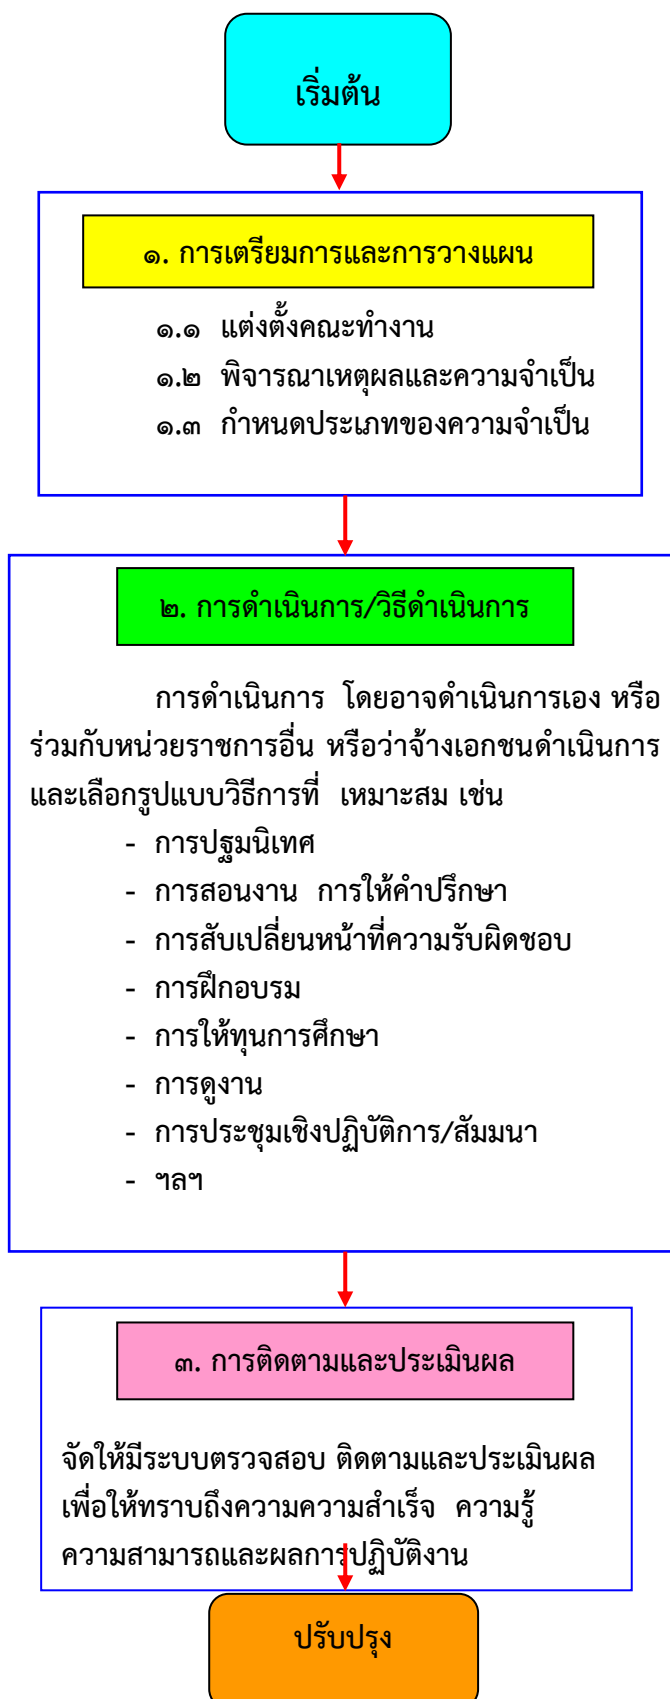 เริ่มต้น
๑. การเตรียมการและการวางแผน
๑.๑ แต่งตั้งคณะทำงาน
๑.๒ พิจารณาเหตุผลและความจำเป็น
๑.๓ กำหนดประเภทของความจำเป็น
๒. การดำเนินการ/วิธีดำเนินการ
การดำเนินการ โดยอาจดำเนินการเอง หรือ
ร่วมกับหน่วยราชการอื่น หรือว่าจ้างเอกชนดำเนินการ
และเลือกรูปแบบวิธีการที่ เหมาะสม เช่น
- การปฐมนิเทศ
- การสอนงาน การให้คำปรึกษา
- การสับเปลี่ยนหน้าที่ความรับผิดชอบ
- การฝึกอบรม
- การให้ทุนการศึกษา
- การดูงาน
- การประชุมเชิงปฏิบัติการ/สัมมนา
- ฯลฯ
๓. การติดตามและประเมินผล
จัดให้มีระบบตรวจสอบ ติดตามและประเมินผล
เพื่อให้ทราบถึงความความสำเร็จ ความรู้
ความสามารถและผลการปฏิบัติงาน
ปรับปรุง